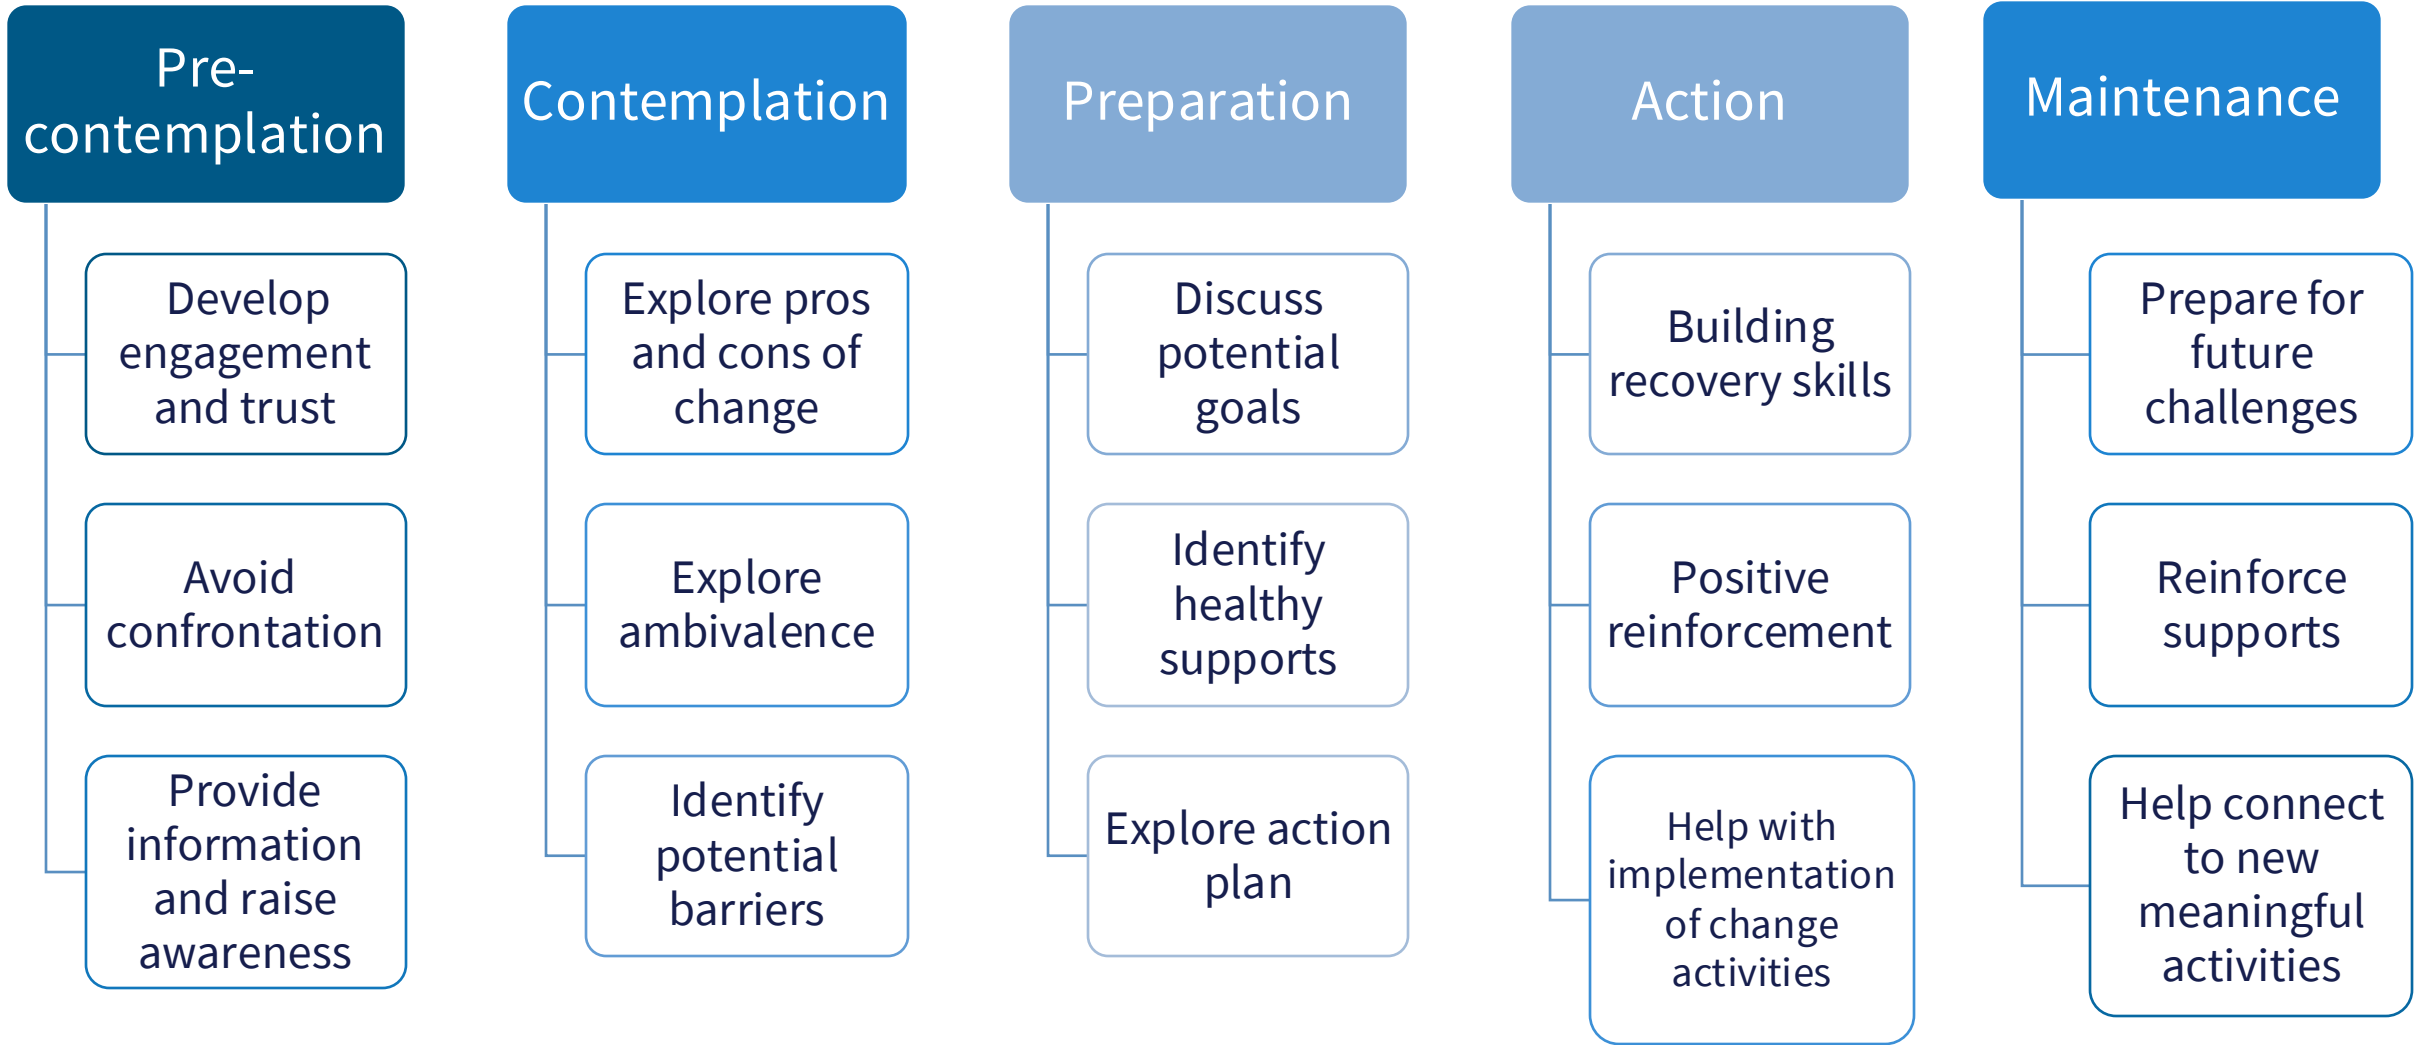 Pre-
contemplation
Develop
engagement
and trust
Avoid
confrontation
Provide
information
and raise
awareness
Contemplation
Explore pros
and cons of
change
Explore
ambivalence
Identify
potential
barriers
Preparation
Discuss
potential
goals
Identify
healthy
supports
Explore action
plan
Action
Building
recovery skills
Positive
reinforcement
Help with
implementation
of change
activities
Maintenance
Prepare for
future
challenges
Reinforce
supports
Help connect
to new
meaningful
activities